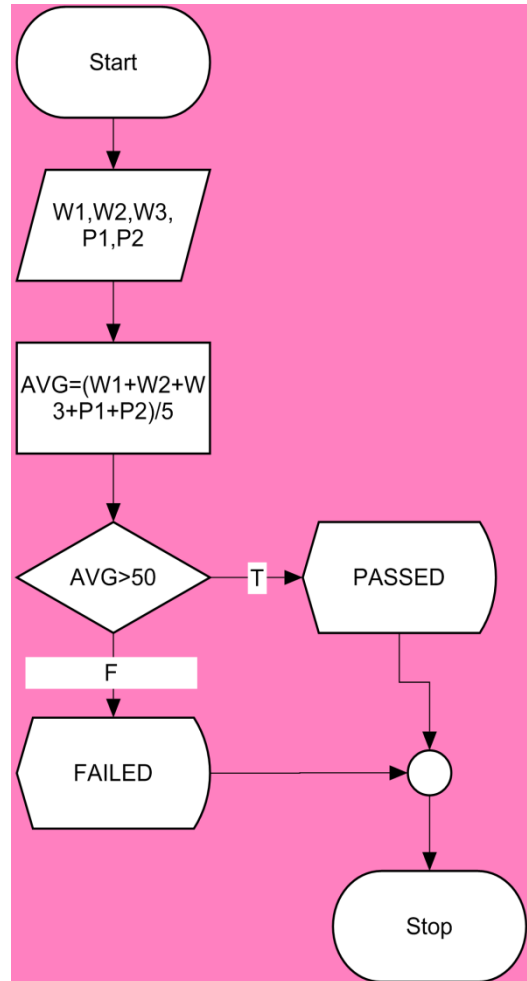 Start
W1,W2,W3,
P1,P2
AVG=(W1+W2+W
3+P1+P2)/5
AVG>50
T
PASSED
F
FAILED
Stop